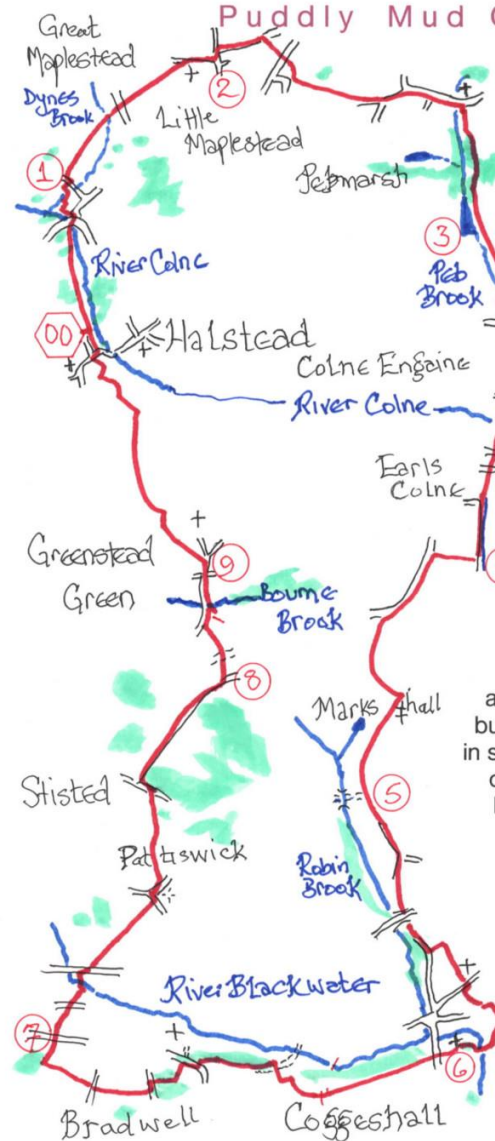 Puddly Mud
Great
Maplestead
2
Dynes
Brook
Little
Maplestead
1
Pebmarsh
3
Peb
Brook
River Colne
00
Halstead
Colne Engaine
River Colne
Earls
Colne
Greenstead
Green
9
Bourne
Brook
8
Marks hall
a
bu
in s
Stisted
5
Pattiswick
Robin
Brook
River Blackwater
7
6
Bradwell
Coggeshall